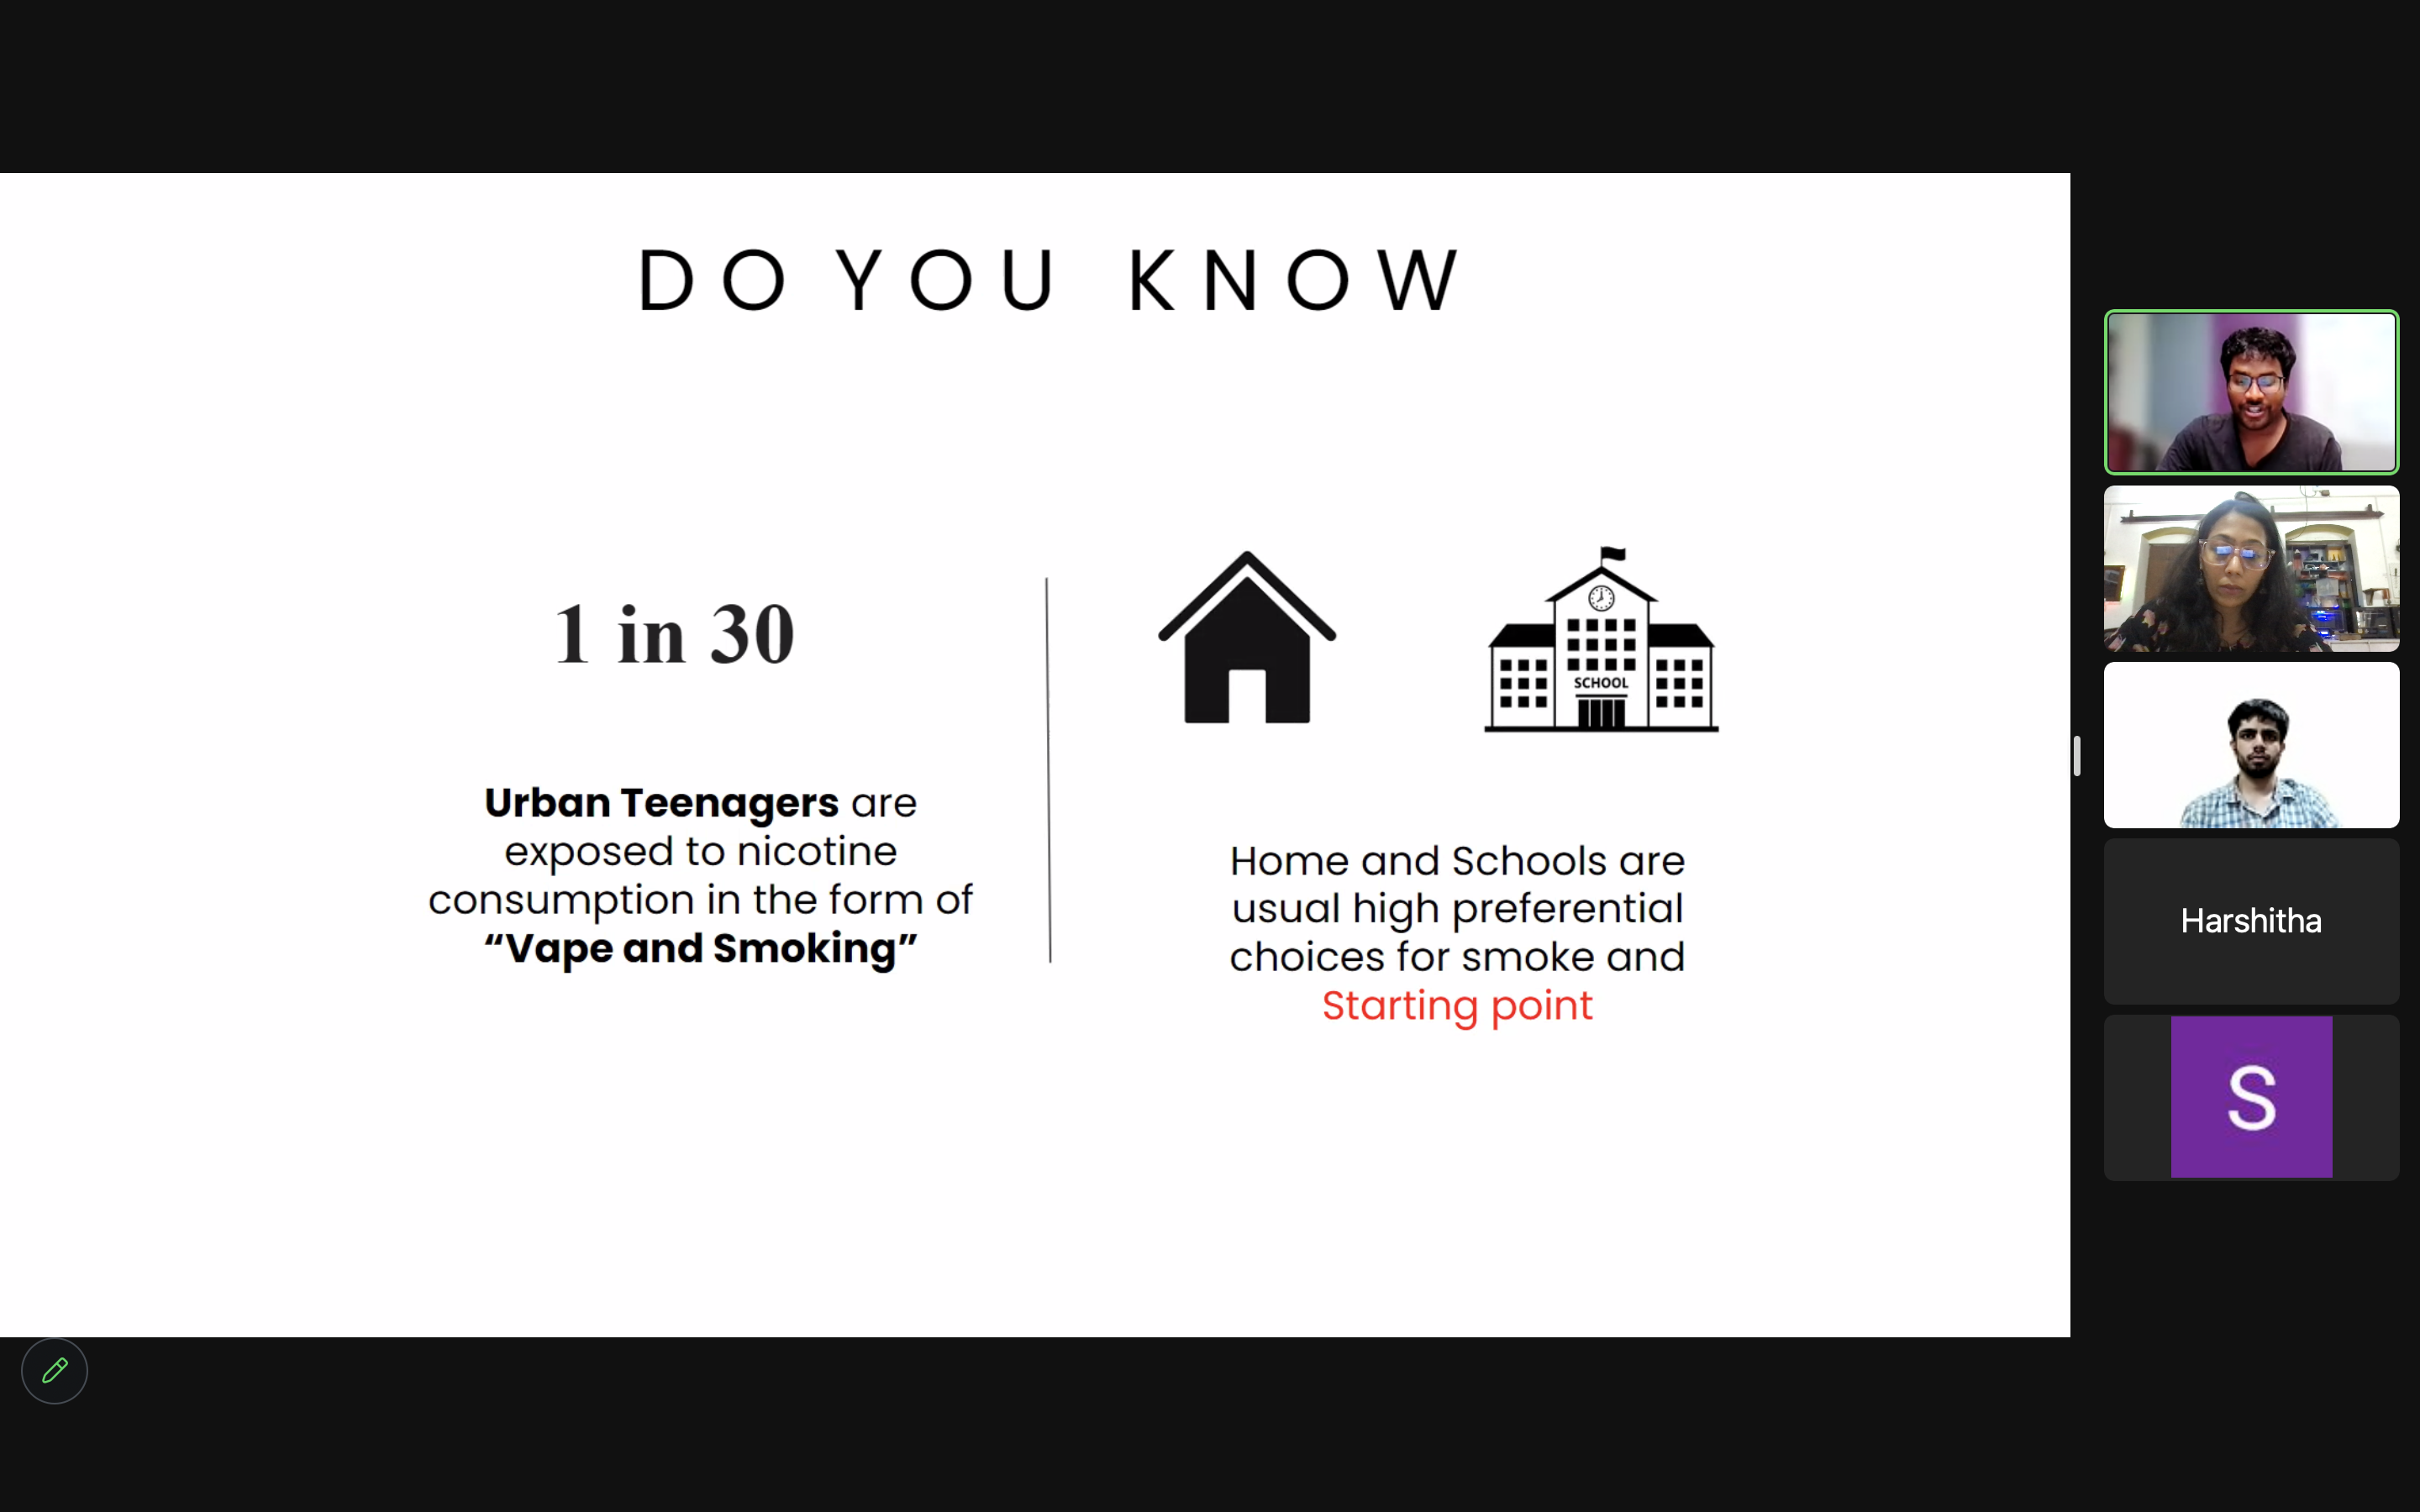 DO YOU KNOW
1 in 30
Urban Teenagers are
exposed to nicotine
consumption in the form of
“Vape and Smoking”
SCHOOL
Home and Schools are
usual high preferential
choices for smoke and
Starting point
Harshitha
S